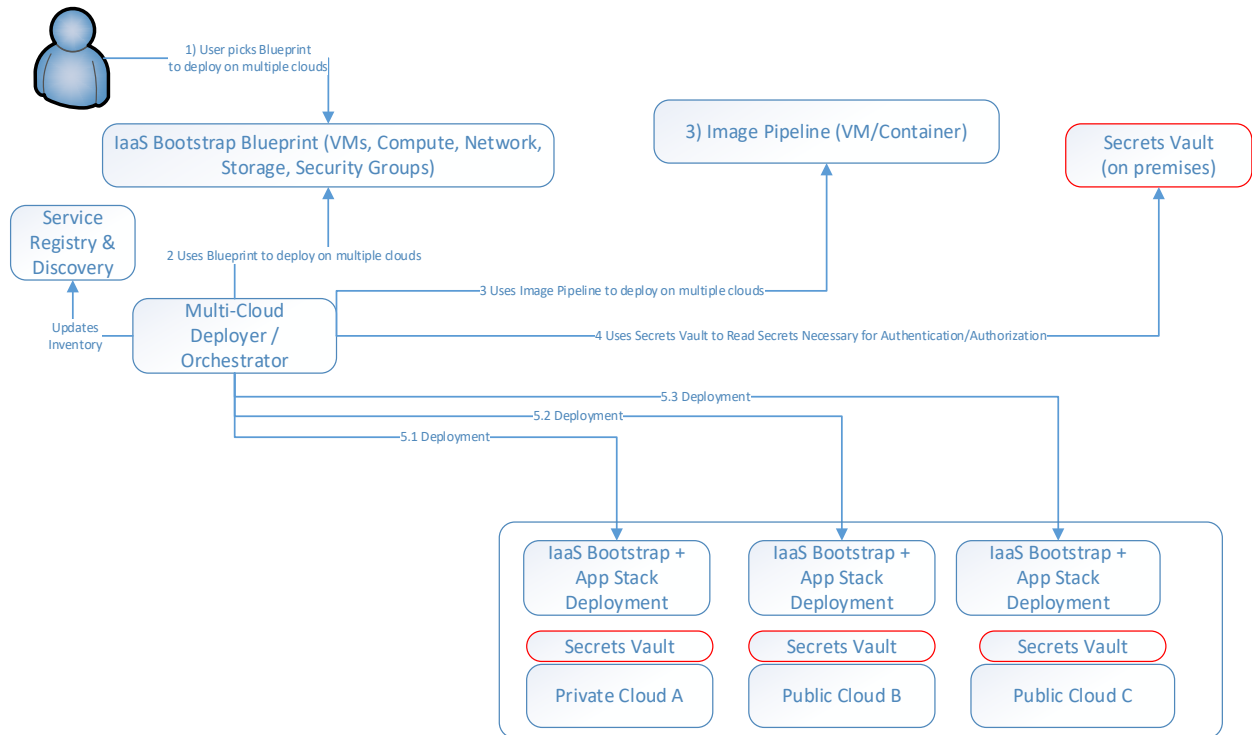 1) User picks Blueprint
to deploy on multiple clouds
IaaS Bootstrap Blueprint (VMs, Compute, Network,
Storage, Security Groups)
3) Image Pipeline (VM/Container)
Secrets Vault
(on premises)
Service
Registry &
Discovery
2 Uses Blueprint to deploy on multiple clouds
3 Uses Image Pipeline to deploy on multiple clouds
Updates
Inventory
Multi-Cloud
Deployer /
Orchestrator
4 Uses Secrets Vault to Read Secrets Necessary for Authentication/Authorization
5.3 Deployment
5.2 Deployment
5.1 Deployment
IaaS Bootstrap +
App Stack
Deployment
IaaS Bootstrap +
App Stack
Deployment
IaaS Bootstrap +
App Stack
Deployment
Secrets Vault
Secrets Vault
Secrets Vault
Private Cloud A
Public Cloud B
Public Cloud C